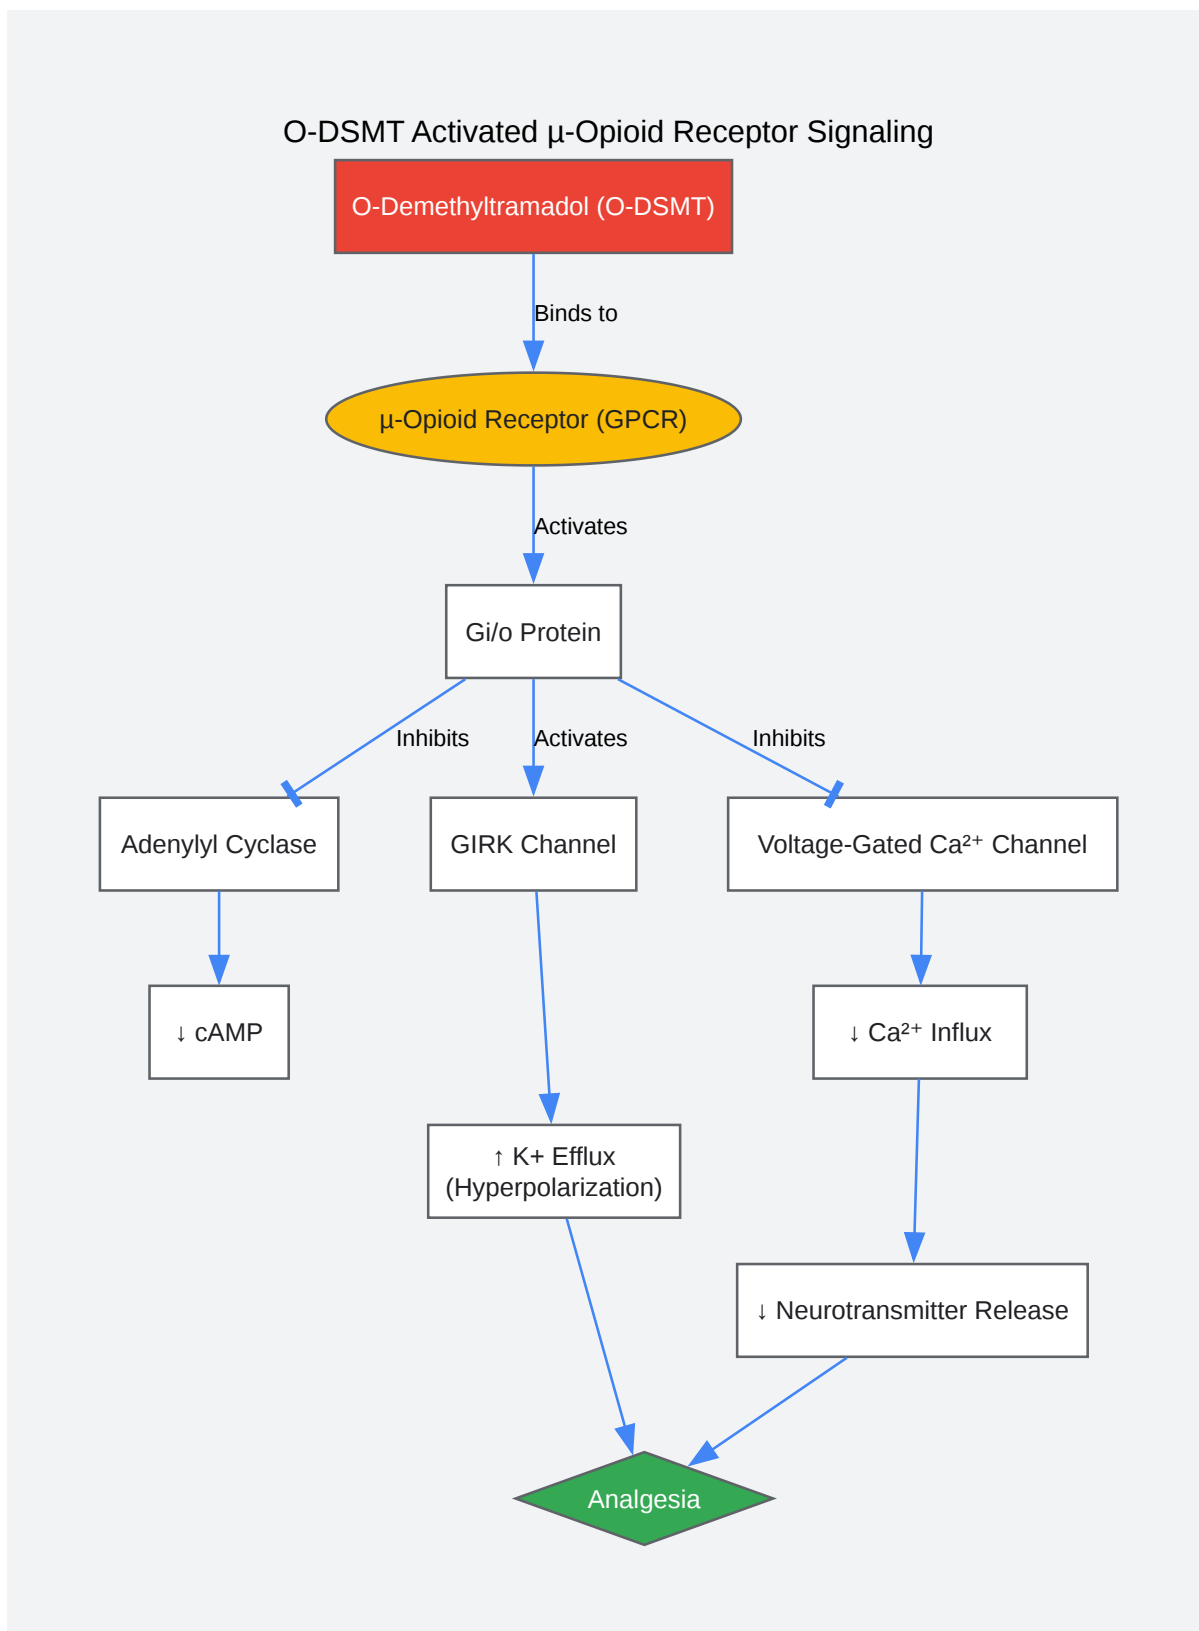 O-DSMT Activated µ-Opioid Receptor Signaling
O-Demethyltramadol (O-DSMT)
Binds to
µ-Opioid Receptor (GPCR)
Activates
Gi/o Protein
Inhibits
Activates
Inhibits
Adenylyl Cyclase
GIRK Channel
Voltage-Gated Ca²⁺ Channel
↓ cAMP
↓ Ca²⁺ Influx
↑ K+ Efflux
(Hyperpolarization)
↓ Neurotransmitter Release
Analgesia